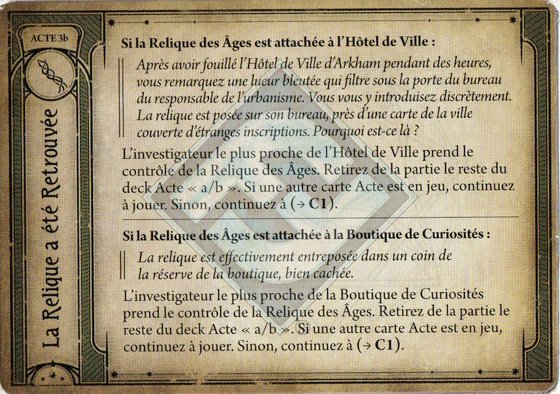 ACTE 3b
La Relique a été Retrouvée
Si la Relique des Âges est attachée à l'Hôtel de Ville :
Après avoir fouillé l'Hôtel de Ville d'Arkham pendant des heures,
vous remarquez une lueur bleutée qui filtre sous la porte du bureau
du responsable de l'urbanisme. Vous vous y introduisez discrètement.
La relique est posée sur son bureau, près d'une carte de la ville
couverte d'étranges inscriptions. Pourquoi est-ce là ?
L'investigateur le plus proche de l'Hôtel de Ville prend le
contrôle de la Relique des Âges. Retirez de la partie le reste du
deck Acte « a/b ». Si une autre carte Acte est en jeu, continuez
à jouer. Sinon, continuez à (→ C1).
Si la Relique des Âges est attachée à la Boutique de Curiosités :
La relique est effectivement entreposée dans un coin de
la réserve de la boutique, bien cachée.
L'investigateur le plus proche de la Boutique de Curiosités
prend le contrôle de la Relique des Âges. Retirez de la partie le
reste du deck Acte « a/b ». Si une autre carte Acte est en jeu,
continuez à jouer. Sinon, continuez à (→ C1).